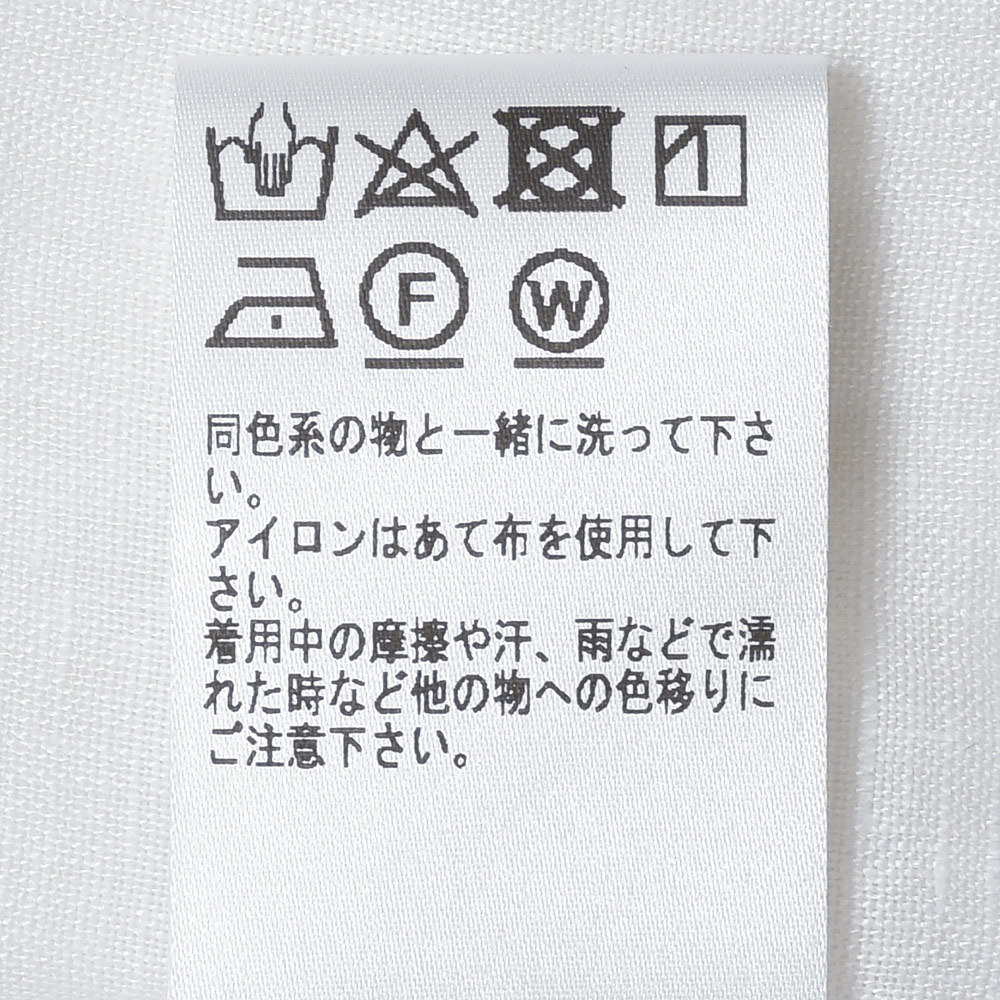 F
W
同色系の物と一緒に洗って下さ
い。
アイロンはあて布を使用して下
さい。
着用中の摩擦や汗、雨などで濡
れた時など他の物への色移りに
ご注意下さい。